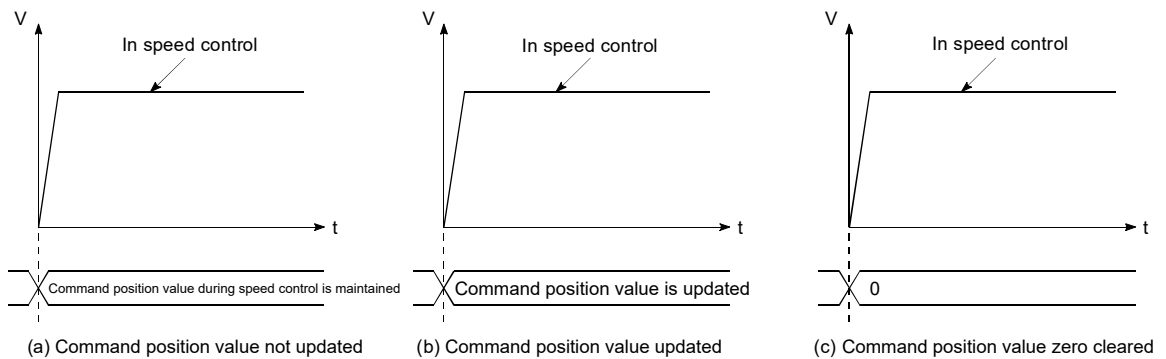 V
In speed control
t
Command position value during speed control is maintained
(a) Command position value not updated
V
In speed control
t
Command position value is updated
(b) Command position value updated
V
In speed control
t
0
(c) Command position value zero cleared